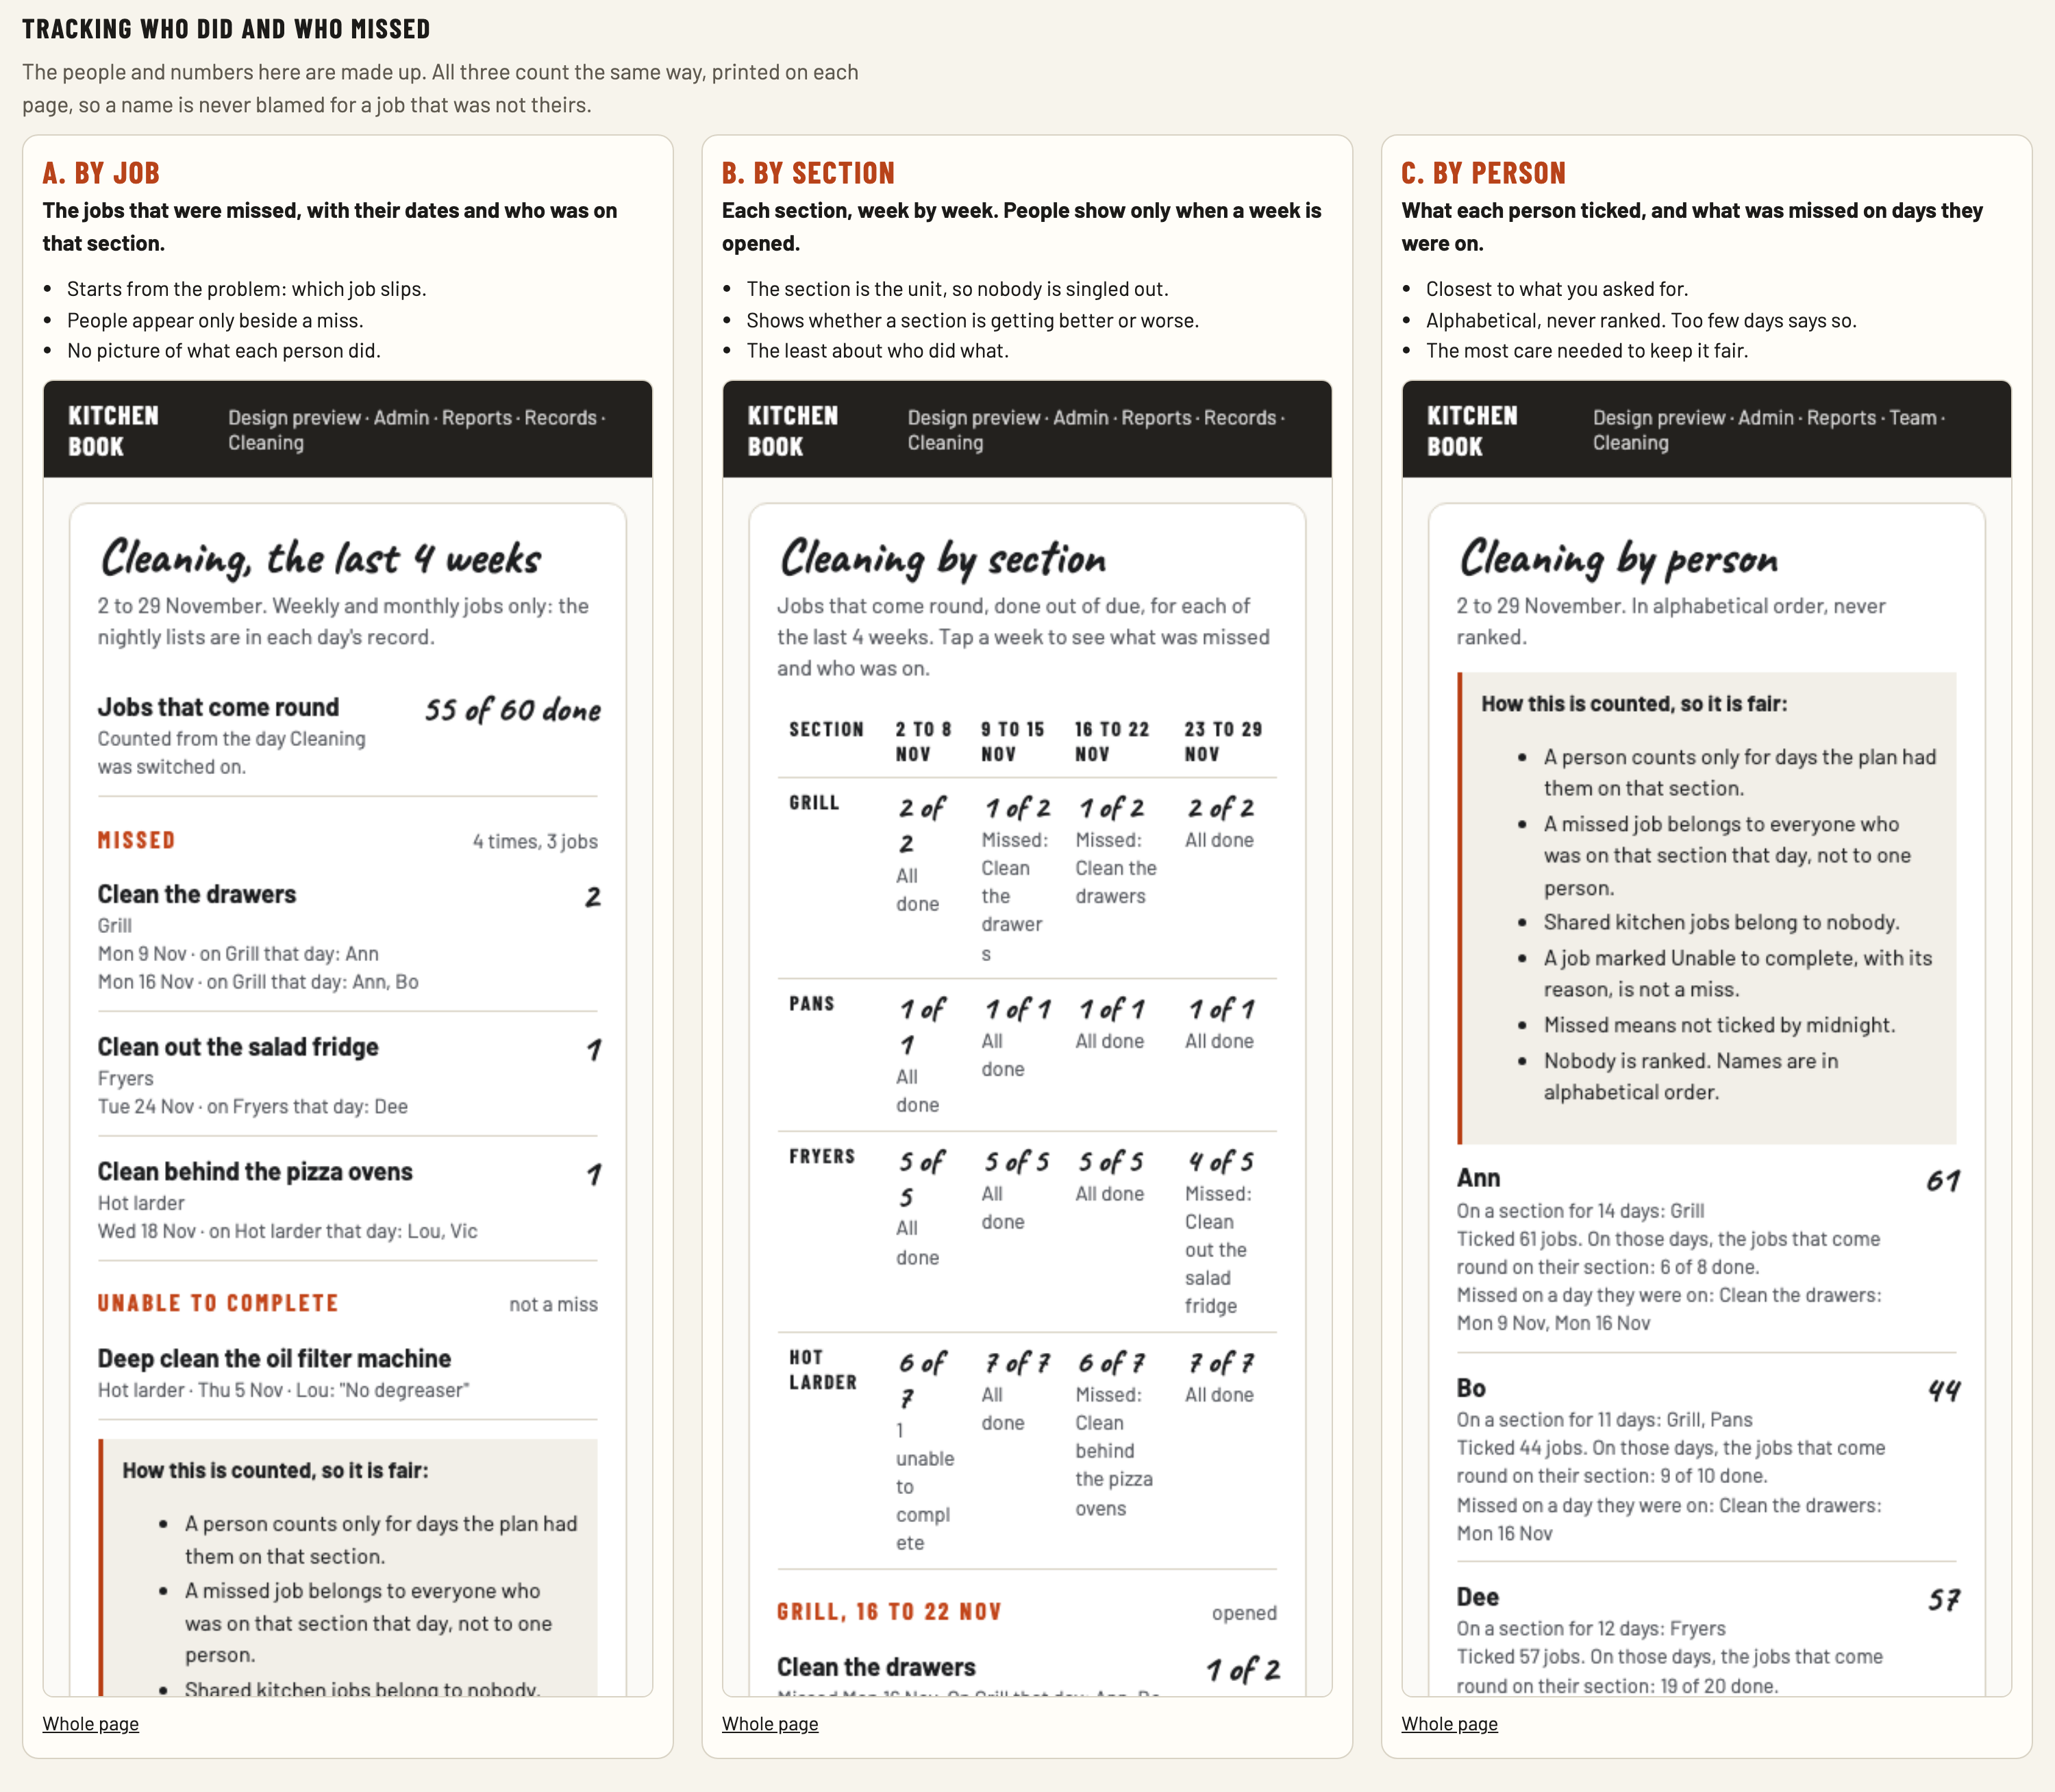 TRACKING WHO DID AND WHO MISSED
The people and numbers here are made up. All three count the same way, printed on each
page, so a name is never blamed for a job that was not theirs.
A. BY JOB
The jobs that were missed, with their dates and who was on
that section.
• Starts from the problem: which job slips.
• People appear only beside a miss.
• No picture of what each person did.
KITCHEN
BOOK
Design preview · Admin · Reports · Records ·
Cleaning
Cleaning, the last 4 weeks
2 to 29 November. Weekly and monthly jobs only: the
nightly lists are in each day's record.
Jobs that come round 55 of 60 done
Counted from the day Cleaning
was switched on.
MISSED 4 times, 3 jobs
Clean the drawers 2
Grill
Mon 9 Nov · on Grill that day: Ann
Mon 16 Nov · on Grill that day: Ann, Bo
Clean out the salad fridge 1
Fryers
Tue 24 Nov · on Fryers that day: Dee
Clean behind the pizza ovens 1
Hot larder
Wed 18 Nov · on Hot larder that day: Lou, Vic
UNABLE TO COMPLETE not a miss
Deep clean the oil filter machine
Hot larder · Thu 5 Nov · Lou: "No degreaser"
How this is counted, so it is fair:
• A person counts only for days the plan had
them on that section.
• A missed job belongs to everyone who
was on that section that day, not to one
person.
• Shared kitchen jobs belong to nobody.
Whole page
B. BY SECTION
Each section, week by week. People show only when a week is
opened.
• The section is the unit, so nobody is singled out.
• Shows whether a section is getting better or worse.
• The least about who did what.
KITCHEN
BOOK
Design preview · Admin · Reports · Records ·
Cleaning
Cleaning by section
Jobs that come round, done out of due, for each of
the last 4 weeks. Tap a week to see what was missed
and who was on.
SECTION 2 TO 8 9 TO 15 16 TO 22 23 TO 29
NOV NOV NOV NOV
GRILL 2 of 1 of 2 1 of 2 2 of 2
2 Missed: Missed: All done
All Clean Clean the
done the drawers
drawer
s
PANS 1 of 1 of 1 1 of 1 1 of 1
1 All All done All done
All done
done
FRYERS 5 of 5 of 5 5 of 5 4 of 5
5 All All done Missed:
All done Clean
done out the
salad
fridge
HOT 6 of 7 of 7 6 of 7 7 of 7
LARDER 7 All Missed: All done
1 done Clean
unable behind
to the pizza
compl ovens
ete
GRILL, 16 TO 22 NOV opened
Clean the drawers 1 of 2
Missed Mon 16 Nov. On Grill that day: Ann, Bo
Whole page
C. BY PERSON
What each person ticked, and what was missed on days they
were on.
• Closest to what you asked for.
• Alphabetical, never ranked. Too few days says so.
• The most care needed to keep it fair.
KITCHEN
BOOK
Design preview · Admin · Reports · Team ·
Cleaning
Cleaning by person
2 to 29 November. In alphabetical order, never
ranked.
How this is counted, so it is fair:
• A person counts only for days the plan had
them on that section.
• A missed job belongs to everyone who
was on that section that day, not to one
person.
• Shared kitchen jobs belong to nobody.
• A job marked Unable to complete, with its
reason, is not a miss.
• Missed means not ticked by midnight.
• Nobody is ranked. Names are in
alphabetical order.
Ann 61
On a section for 14 days: Grill
Ticked 61 jobs. On those days, the jobs that come
round on their section: 6 of 8 done.
Missed on a day they were on: Clean the drawers:
Mon 9 Nov, Mon 16 Nov
Bo 44
On a section for 11 days: Grill, Pans
Ticked 44 jobs. On those days, the jobs that come
round on their section: 9 of 10 done.
Missed on a day they were on: Clean the drawers:
Mon 16 Nov
Dee 57
On a section for 12 days: Fryers
Ticked 57 jobs. On those days, the jobs that come
round on their section: 19 of 20 done.
Whole page